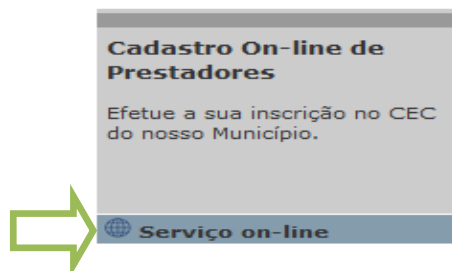 Cadastro On-line de
Prestadores
Efetue a sua inscrição no CEC
do nosso Município.
Serviço on-line